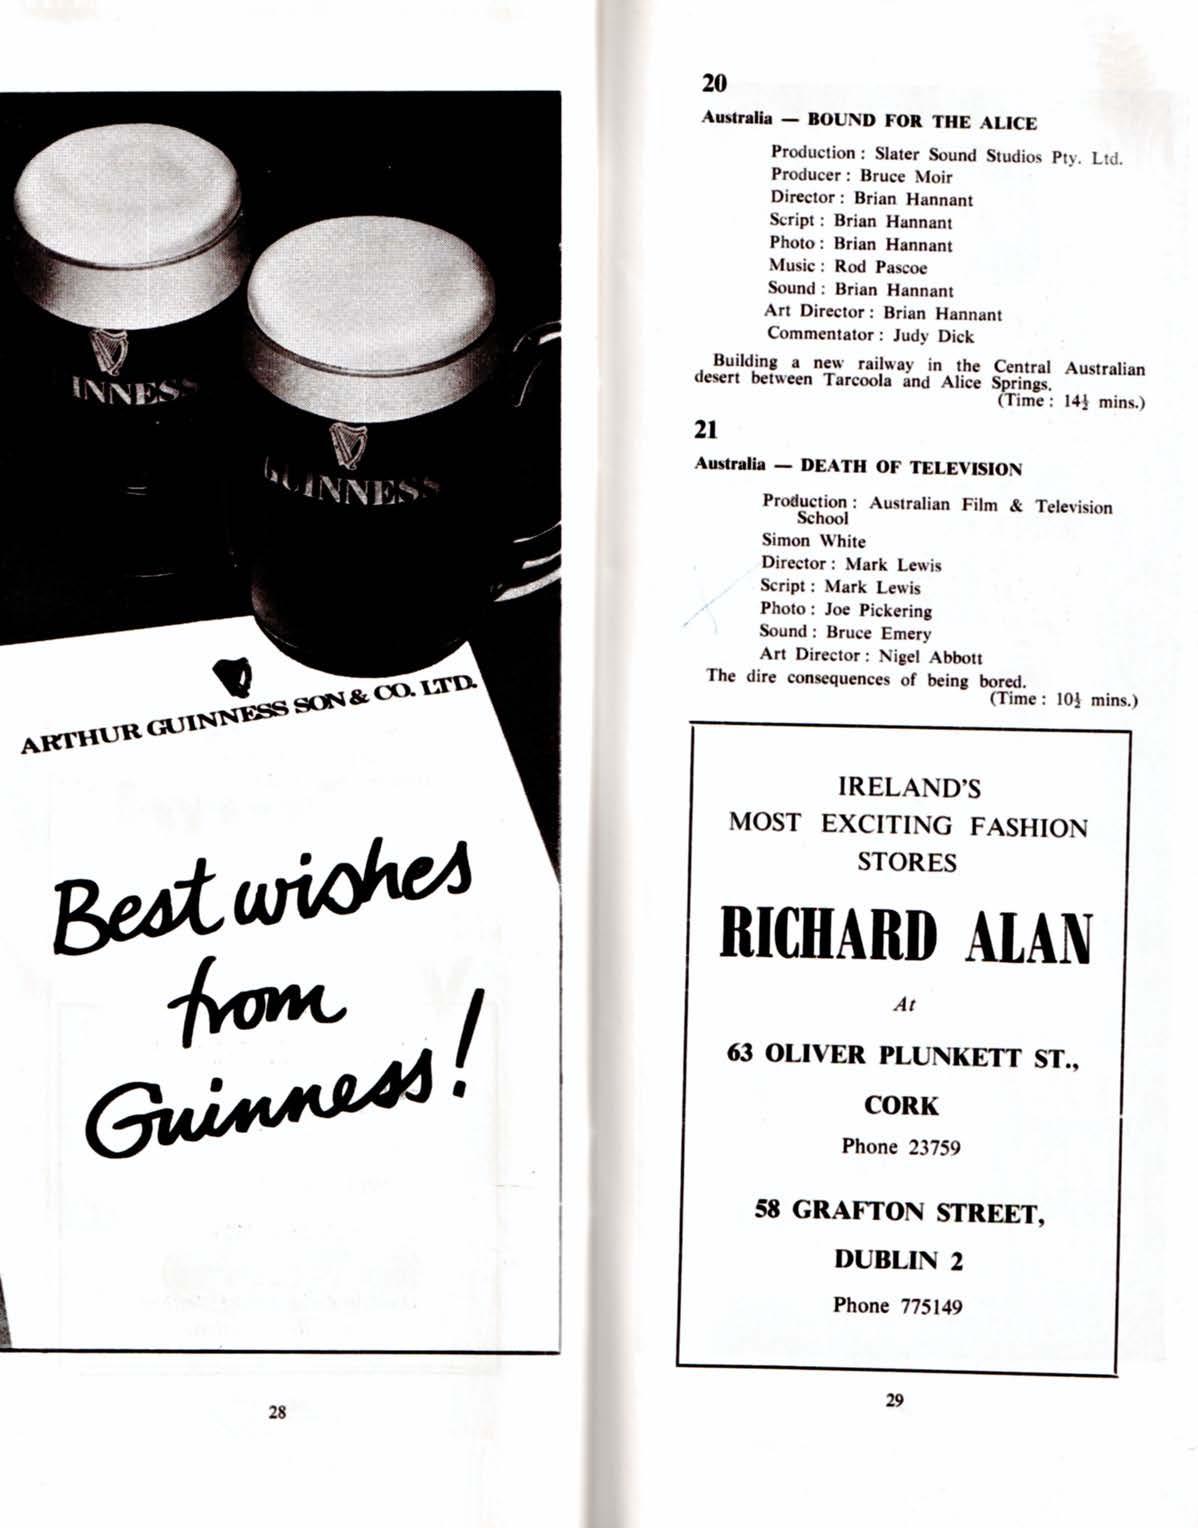 INNESS
GUINNESS
ARTHUR GUINNESS SON & CO. LTD.
Best wishes
from
Guinness!
28
20
Australia — BOUND FOR THE ALICE
Production : Slater Sound Studios Pty. Ltd.
Producer : Bruce Moir
Director : Brian Hannant
Script : Brian Hannant
Photo : Brian Hannant
Music : Rod Pascoe
Sound : Brian Hannant
Art Director : Brian Hannant
Commentator : Judy Dick
Building a new railway in the Central Australian
desert between Tarcoola and Alice Springs.
(Time : 14½ mins.)
21
Australia — DEATH OF TELEVISION
Production : Australian Film & Television
School
Simon White
Director : Mark Lewis
Script : Mark Lewis
Photo : Joe Pickering
Sound : Bruce Emery
Art Director : Nigel Abbott
The dire consequences of being bored.
(Time : 10½ mins.)
IRELAND'S
MOST EXCITING FASHION
STORES
RICHARD ALAN
At
63 OLIVER PLUNKETT ST.,
CORK
Phone 23759
58 GRAFTON STREET,
DUBLIN 2
Phone 775149
29